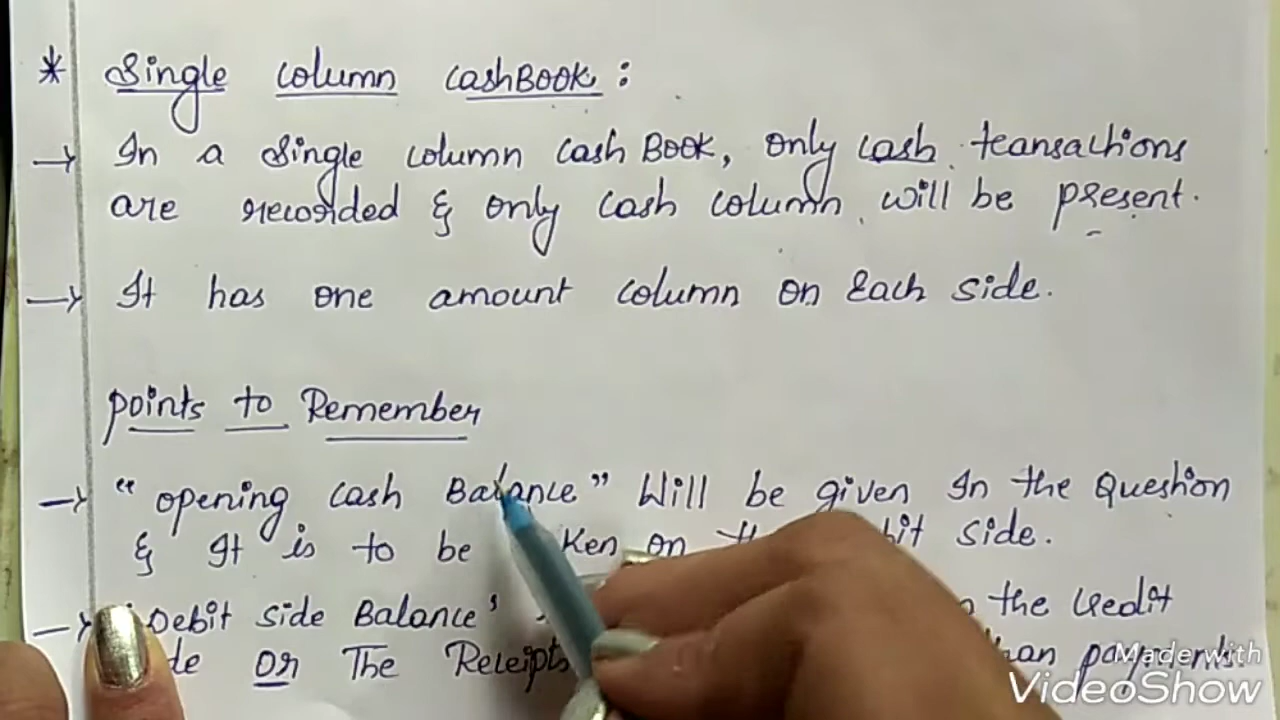 * Single column cashBook :
→ In a single column cash Book, only cash transactions
are recorded & only cash column will be present.
→ It has one amount column on Each side.
points to Remember
→ " opening cash Balance " Will be given In the Question
& It is to be on side.
→ Debit side Balance' the Credit
OR The Receipts
Made with
VideoShow